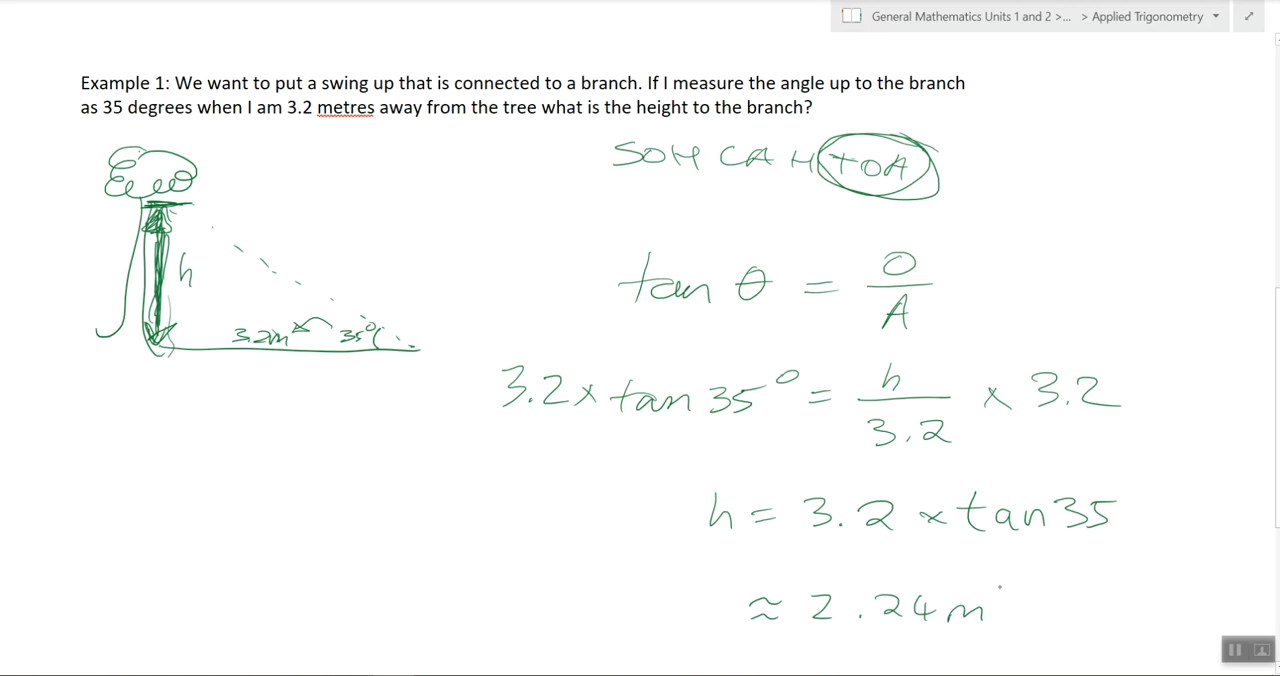 General Mathematics Units 1 and 2 >... > Applied Trigonometry
Example 1: We want to put a swing up that is connected to a branch. If I measure the angle up to the branch
as 35 degrees when I am 3.2 metres away from the tree what is the height to the branch?
SOH CAH TOA
h
3.2m 35°
tan θ = O/A
3.2 × tan 35° = h/3.2 × 3.2
h = 3.2 × tan 35
≈ 2.24m